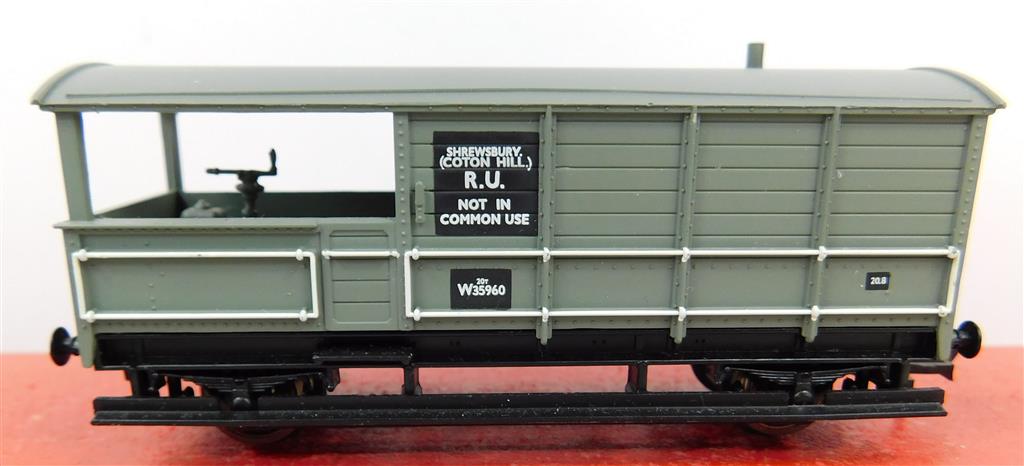 SHREWSBURY,
(COTON HILL.)
R.U.
NOT IN
COMMON USE
20T
W35960
20.8